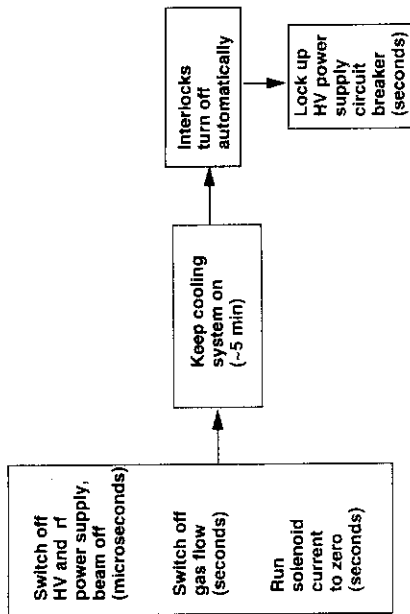 Switch off
HV and rf
power supply,
beam off
(microseconds)
Switch off
gas flow
(seconds)
Run
solenoid
current
to zero
(seconds)
Keep cooling
system on
(~5 min)
Interlocks
turn off
automatically
Lock up
HV power
supply
circuit
breaker
(seconds)